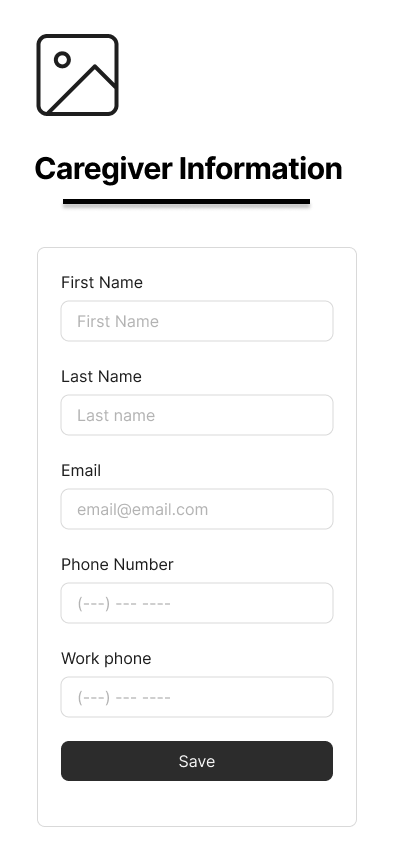 Caregiver Information
First Name
First Name
Last Name
Last name
Email
email@email.com
Phone Number
(---) --- ----
Work phone
(---) --- ----
Save